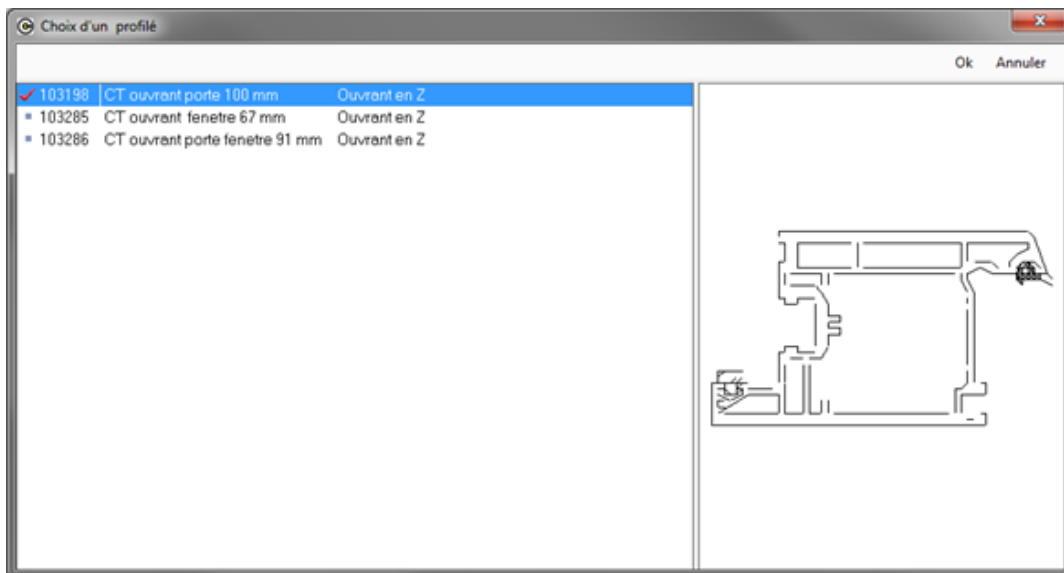 Choix d'un  profilé
Ok Annuler
103198 CT ouvrant porte 100 mm Ouvrant en Z
103285 CT ouvrant fenetre 67 mm Ouvrant en Z
103286 CT ouvrant porte fenetre 91 mm Ouvrant en Z